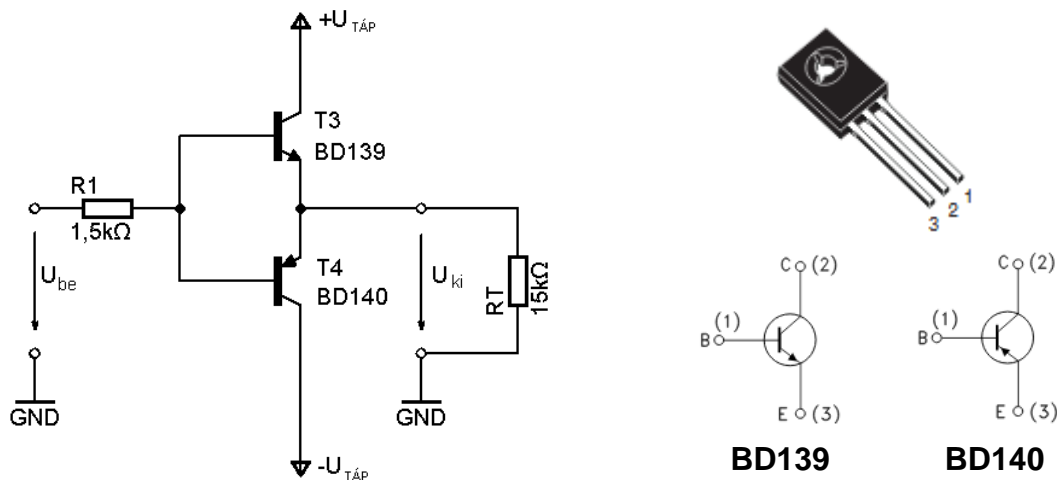 +U TÁP
T3
BD139
R1
1,5kΩ
U be
T4
BD140
U ki
RT
15kΩ
GND
GND
-U TÁP
1
2
3
C (2)
(1)
B
E (3)
BD139
C (2)
(1)
B
E (3)
BD140